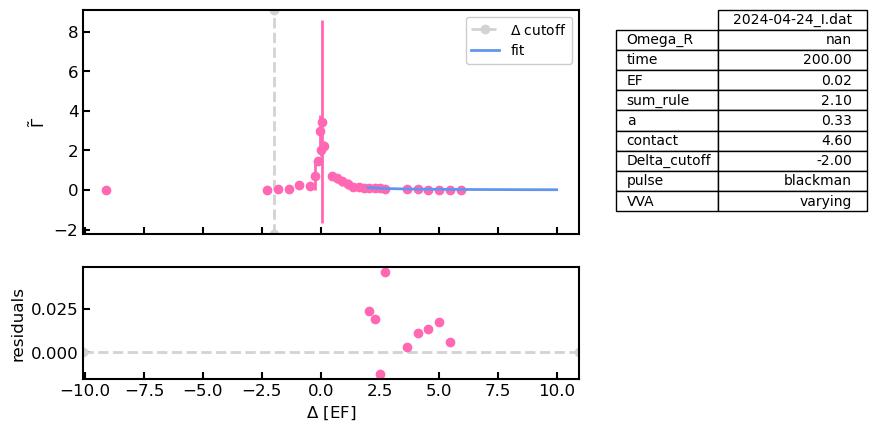 8
6
4
2
0
−2
Γ̃
Δ cutoff
fit
2024-04-24_I.dat
Omega_R nan
time 200.00
EF 0.02
sum_rule 2.10
a 0.33
contact 4.60
Delta_cutoff -2.00
pulse blackman
VVA varying
0.025
0.000
residuals
−10.0 −7.5 −5.0 −2.5 0.0 2.5 5.0 7.5 10.0
Δ [EF]